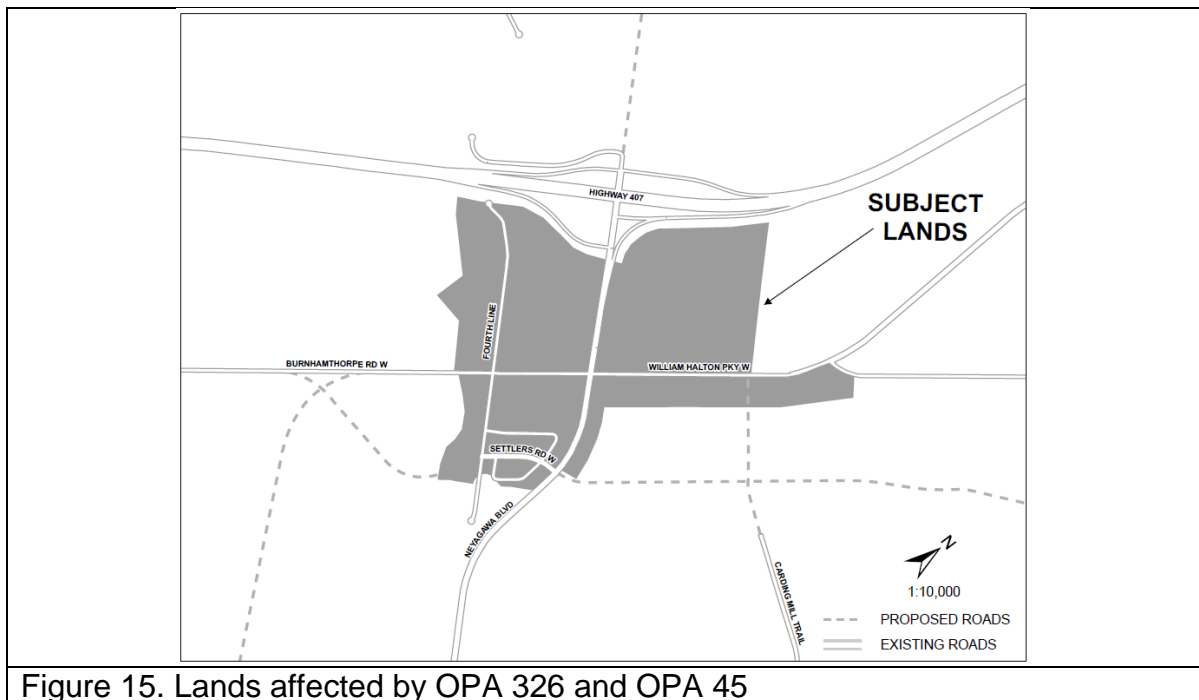 HIGHWAY 407
SUBJECT
LANDS
FOURTH LINE
BURNHAMTHORPE RD W
WILLIAM HALTON PKY W
SETTLERS RD W
NEYAGAWA BLVD
CARDING MILL TRAIL
N
1:10,000
PROPOSED ROADS
EXISTING ROADS
Figure 15. Lands affected by OPA 326 and OPA 45